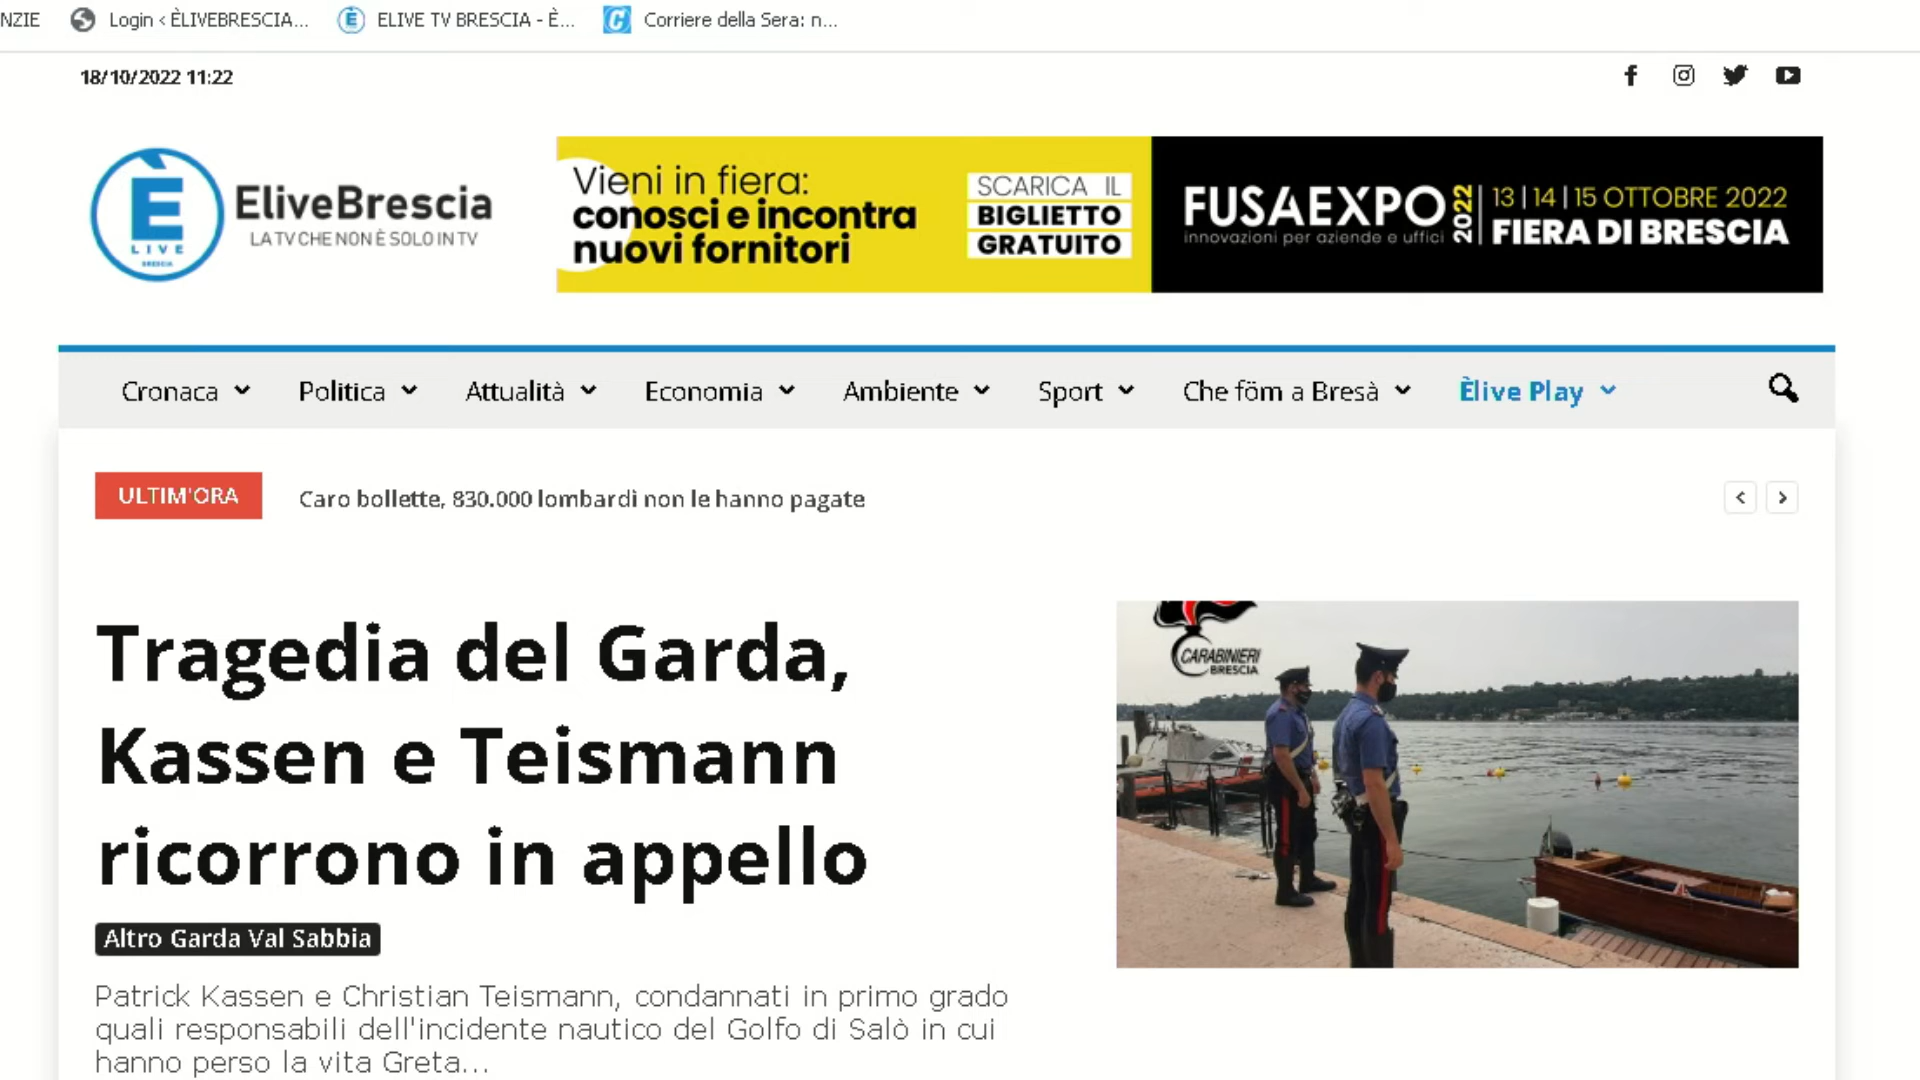 NZIE
Login < ÈLIVEBRESCIA...
ELIVE TV BRESCIA - È...
Corriere della Sera: n...
18/10/2022 11:22
È
LIVE
BRESCIA
EliveBrescia
LA TV CHE NON È SOLO IN TV
Vieni in fiera:
conosci e incontra
nuovi fornitori
SCARICA IL
BIGLIETTO
GRATUITO
FUSAEXPO 2022
innovazioni per aziende e uffici
13 | 14 | 15 OTTOBRE 2022
FIERA DI BRESCIA
Cronaca
Politica
Attualità
Economia
Ambiente
Sport
Che föm a Bresà
Èlive Play
ULTIM'ORA
Caro bollette, 830.000 lombardi non le hanno pagate
Tragedia del Garda,
Kassen e Teismann
ricorrono in appello
Altro Garda Val Sabbia
Patrick Kassen e Christian Teismann, condannati in primo grado
quali responsabili dell'incidente nautico del Golfo di Salò in cui
hanno perso la vita Greta...
CARABINIERI
BRESCIA